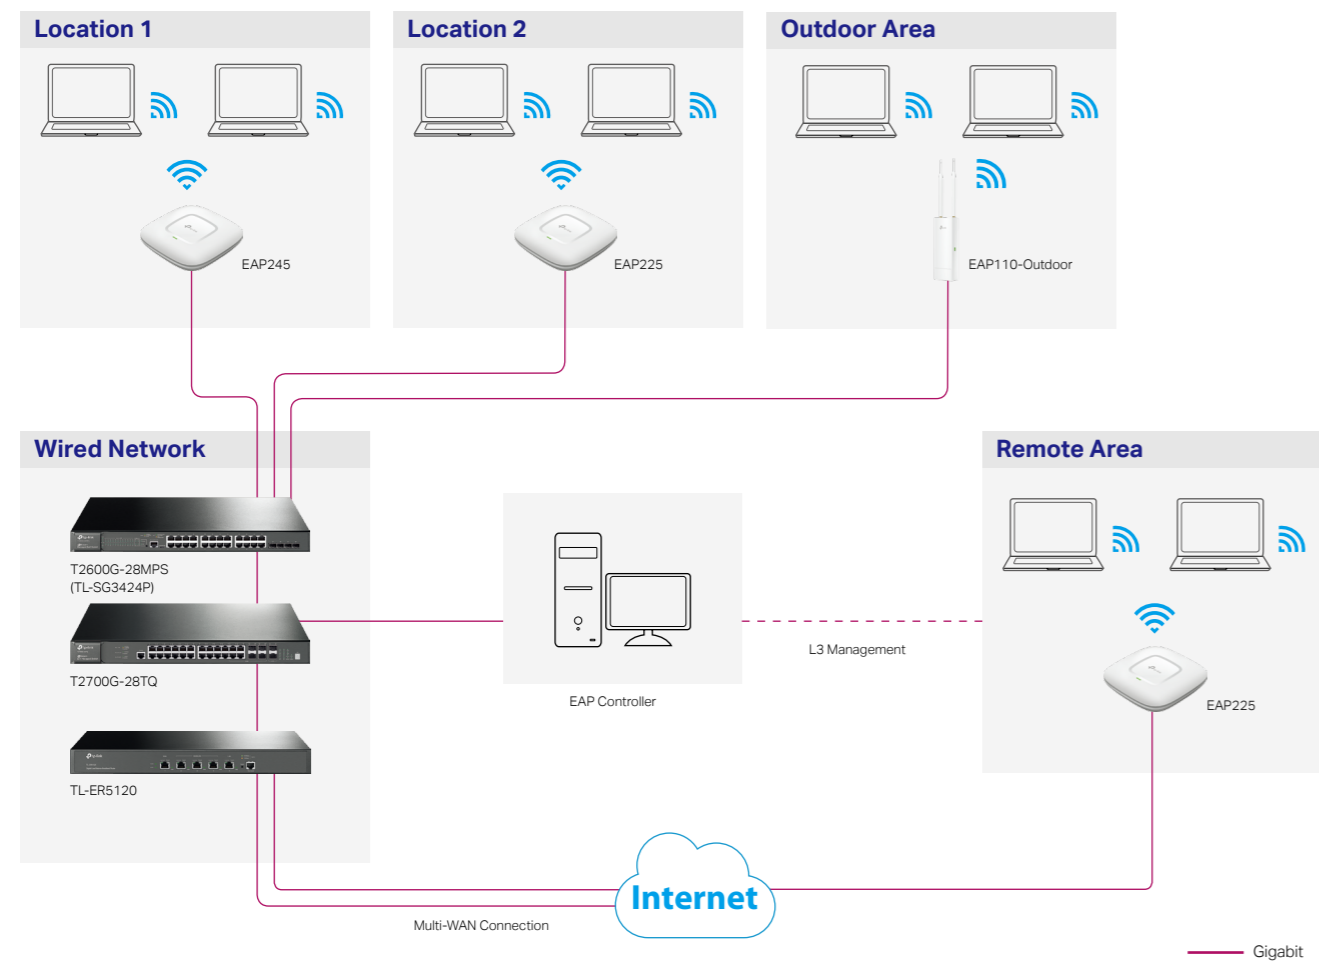 Location 1
Location 2
Outdoor Area
EAP245
EAP225
EAP110-Outdoor
Wired Network
Remote Area
T2600G-28MPS
(TL-SG3424P)
T2700G-28TQ
TL-ER5120
EAP Controller
L3 Management
EAP225
Internet
Multi-WAN Connection
Gigabit